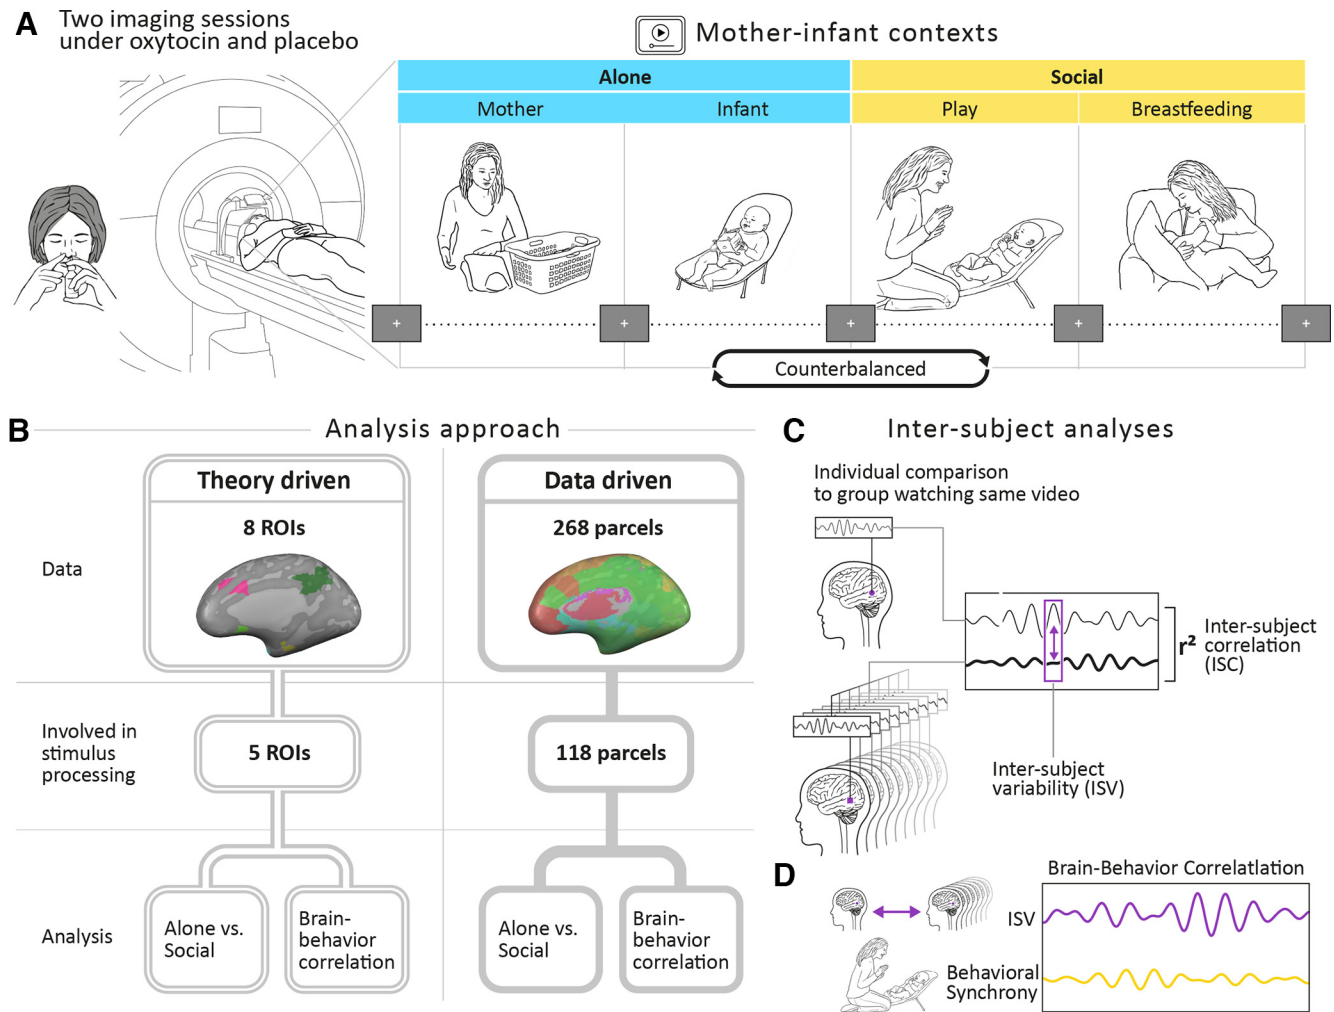 A
Two imaging sessions
under oxytocin and placebo
Mother-infant contexts
Alone
Social
Mother
Infant
Play
Breastfeeding
Counterbalanced
B
Analysis approach
Theory driven
Data driven
8 ROIs
268 parcels
Data
Involved in
stimulus
processing
5 ROIs
118 parcels
Analysis
Alone vs.
Social
Brain-
behavior
correlation
Alone vs.
Social
Brain-
behavior
correlation
C
Inter-subject analyses
Individual comparison
to group watching same video
r²
Inter-subject
correlation
(ISC)
Inter-subject
variability (ISV)
D
Brain-Behavior Correlatlation
ISV
Behavioral
Synchrony